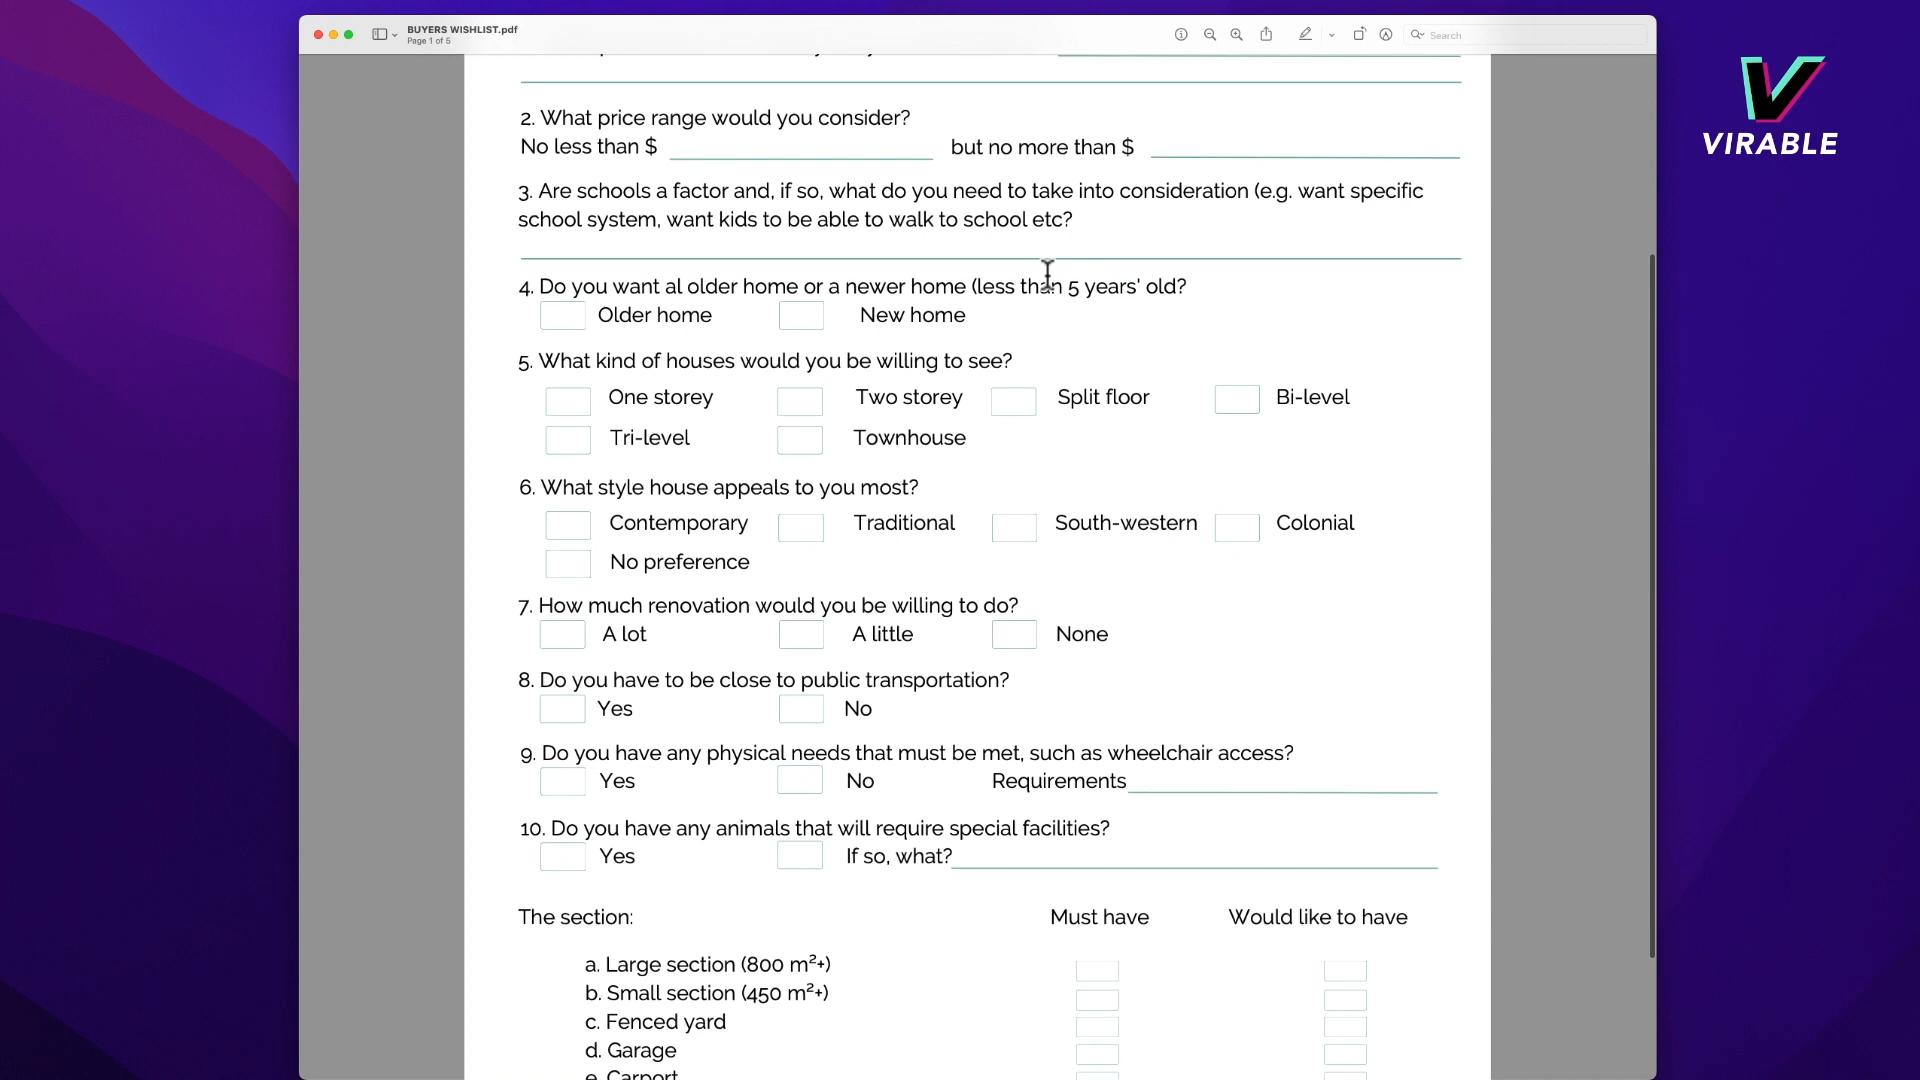 BUYERS WISHLIST.pdf
Page 1 of 5
Search
VIRABLE
2. What price range would you consider?
No less than $ but no more than $
3. Are schools a factor and, if so, what do you need to take into consideration (e.g. want specific
school system, want kids to be able to walk to school etc?
4. Do you want al older home or a newer home (less than 5 years' old?
Older home New home
5. What kind of houses would you be willing to see?
One storey Two storey Split floor Bi-level
Tri-level Townhouse
6. What style house appeals to you most?
Contemporary Traditional South-western Colonial
No preference
7. How much renovation would you be willing to do?
A lot A little None
8. Do you have to be close to public transportation?
Yes No
9. Do you have any physical needs that must be met, such as wheelchair access?
Yes No Requirements
10. Do you have any animals that will require special facilities?
Yes If so, what?
The section: Must have Would like to have
a. Large section (800 m²+)
b. Small section (450 m²+)
c. Fenced yard
d. Garage
e. Carport